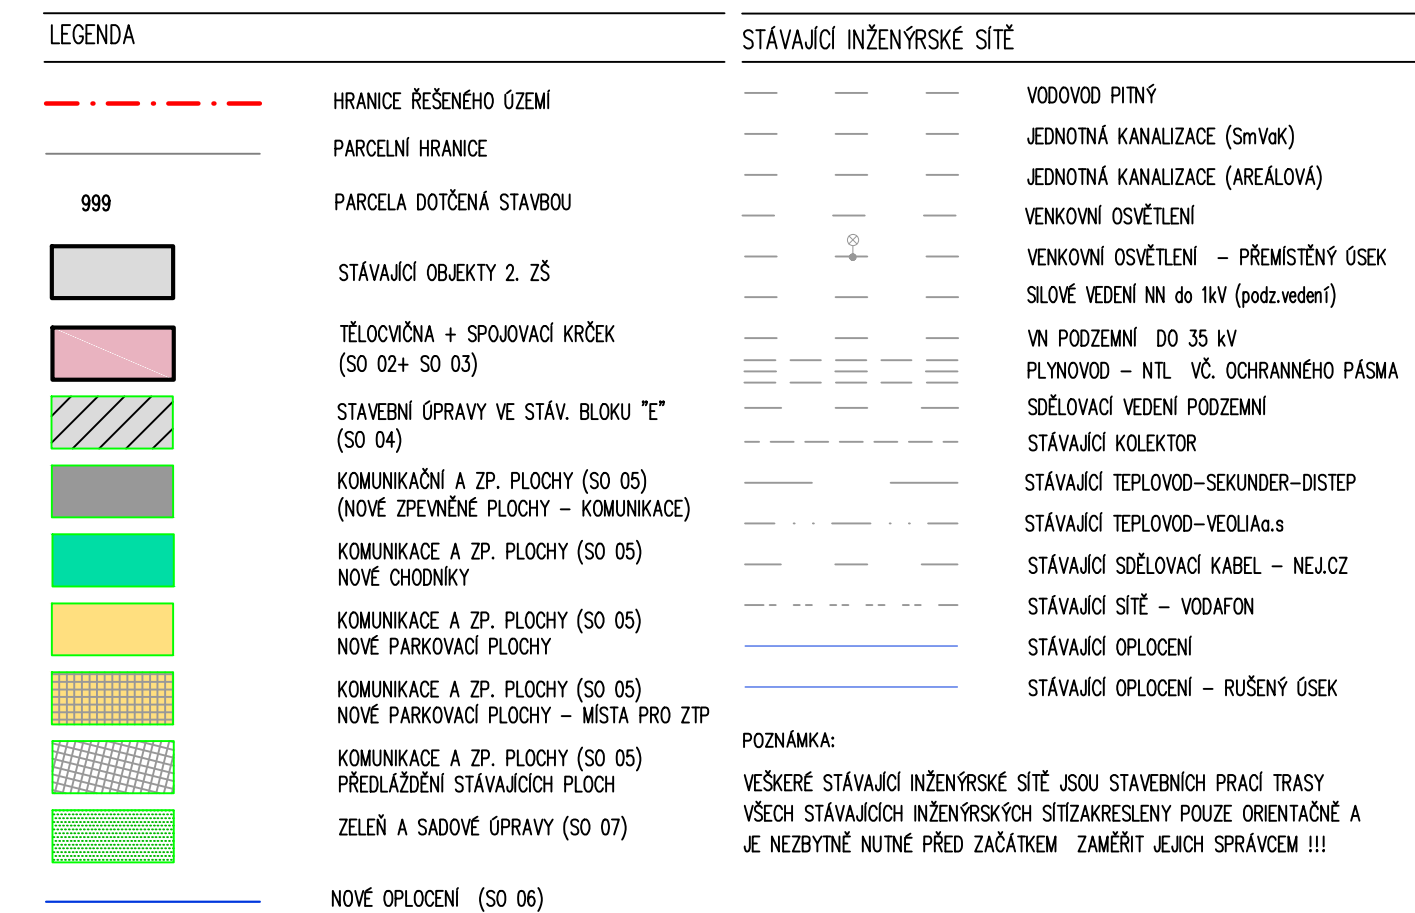 LEGENDA
HRANICE ŘEŠENÉHO ÚZEMÍ
PARCELNÍ HRANICE
999
PARCELA DOTČENÁ STAVBOU
STÁVAJÍCÍ OBJEKTY 2. ZŠ
TĚLOCVIČNA + SPOJOVACÍ KRČEK
(SO 02+ SO 03)
STAVEBNÍ ÚPRAVY VE STÁV. BLOKU "E"
(SO 04)
KOMUNIKAČNÍ A ZP. PLOCHY (SO 05)
(NOVÉ ZPEVNĚNÉ PLOCHY – KOMUNIKACE)
KOMUNIKACE A ZP. PLOCHY (SO 05)
NOVÉ CHODNÍKY
KOMUNIKACE A ZP. PLOCHY (SO 05)
NOVÉ PARKOVACÍ PLOCHY
KOMUNIKACE A ZP. PLOCHY (SO 05)
NOVÉ PARKOVACÍ PLOCHY – MÍSTA PRO ZTP
KOMUNIKACE A ZP. PLOCHY (SO 05)
PŘEDLÁŽDĚNÍ STÁVAJÍCÍCH PLOCH
ZELEŇ A SADOVÉ ÚPRAVY (SO 07)
NOVÉ OPLOCENÍ (SO 06)
STÁVAJÍCÍ INŽENÝRSKÉ SÍTĚ
VODOVOD PITNÝ
JEDNOTNÁ KANALIZACE (SmVaK)
JEDNOTNÁ KANALIZACE (AREÁLOVÁ)
VENKOVNÍ OSVĚTLENÍ
VENKOVNÍ OSVĚTLENÍ – PŘEMÍSTĚNÝ ÚSEK
SILOVÉ VEDENÍ NN do 1kV (podz.vedení)
VN PODZEMNÍ DO 35 kV
PLYNOVOD – NTL VČ. OCHRANNÉHO PÁSMA
SDĚLOVACÍ VEDENÍ PODZEMNÍ
STÁVAJÍCÍ KOLEKTOR
STÁVAJÍCÍ TEPLOVOD–SEKUNDER–DISTEP
STÁVAJÍCÍ TEPLOVOD–VEOLIAa.s
STÁVAJÍCÍ SDĚLOVACÍ KABEL – NEJ.CZ
STÁVAJÍCÍ SÍTĚ – VODAFON
STÁVAJÍCÍ OPLOCENÍ
STÁVAJÍCÍ OPLOCENÍ – RUŠENÝ ÚSEK
POZNÁMKA:
VEŠKERÉ STÁVAJÍCÍ INŽENÝRSKÉ SÍTĚ JSOU STAVEBNÍCH PRACÍ TRASY
VŠECH STÁVAJÍCÍCH INŽENÝRSKÝCH SÍTÍZAKRESLENY POUZE ORIENTAČNĚ A
JE NEZBYTNĚ NUTNÉ PŘED ZAČÁTKEM ZAMĚŘIT JEJICH SPRÁVCEM !!!